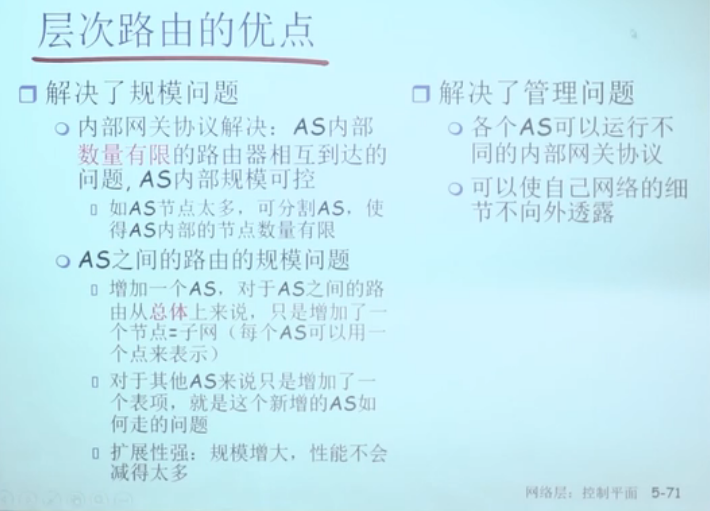 层次路由的优点
解决了规模问题
内部网关协议解决：AS内部
数量有限的路由器相互到达的
问题, AS内部规模可控
如AS节点太多，可分割AS，使
得AS内部的节点数量有限
AS之间的路由的规模问题
增加一个AS，对于AS之间的路
由从总体上来说，只是增加了一
个节点=子网（每个AS可以用一
个点来表示）
对于其他AS来说只是增加了一
个表项，就是这个新增的AS如
何走的问题
扩展性强：规模增大，性能不会
减得太多
解决了管理问题
各个AS可以运行不
同的内部网关协议
可以使自己网络的细
节不向外透露
网络层：控制平面 5-71